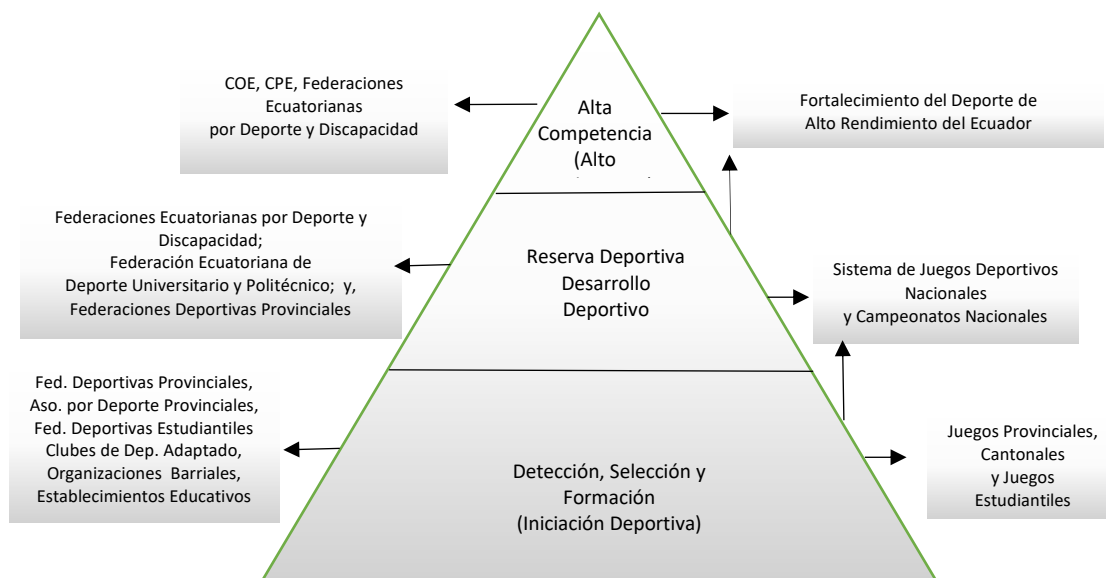 COE, CPE, Federaciones
Ecuatorianas
por Deporte y Discapacidad
Alta
Competencia
(Alto
Fortalecimiento del Deporte de
Alto Rendimiento del Ecuador
Federaciones Ecuatorianas por Deporte y
Discapacidad;
Federación Ecuatoriana de
Deporte Universitario y Politécnico; y,
Federaciones Deportivas Provinciales
Reserva Deportiva
Desarrollo
Deportivo
Sistema de Juegos Deportivos
Nacionales
y Campeonatos Nacionales
Fed. Deportivas Provinciales,
Aso. por Deporte Provinciales,
Fed. Deportivas Estudiantiles
Clubes de Dep. Adaptado,
Organizaciones Barriales,
Establecimientos Educativos
Detección, Selección y
Formación
(Iniciación Deportiva)
Juegos Provinciales,
Cantonales
y Juegos
Estudiantiles